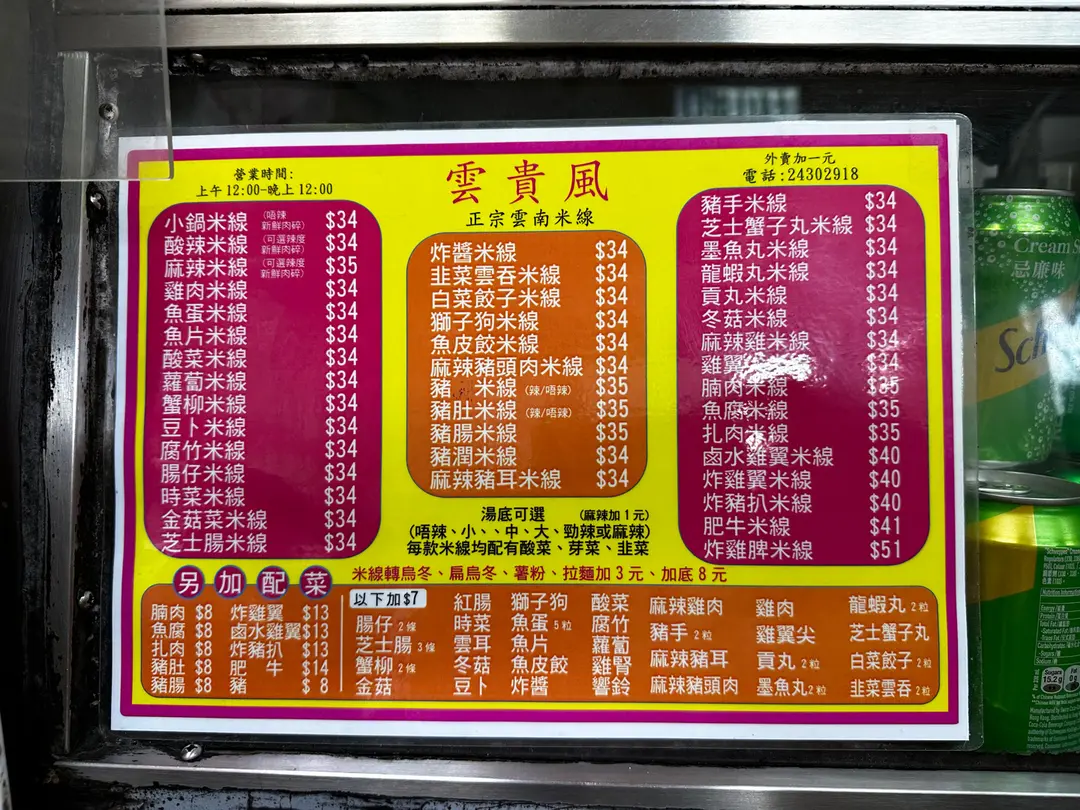 雲貴風
正宗雲南米線
營業時間:
上午12:00-晚上12:00
外賣加一元
電話:24302918
小鍋米線 (唔辣 新鮮肉碎) $34
酸辣米線 (可選辣度 新鮮肉碎) $34
麻辣米線 (可選辣度 新鮮肉碎) $35
雞肉米線 $34
魚蛋米線 $34
魚片米線 $34
酸菜米線 $34
蘿蔔米線 $34
蟹柳米線 $34
豆卜米線 $34
腐竹米線 $34
腸仔米線 $34
時菜米線 $34
金菇菜米線 $34
芝士腸米線 $34
炸醬米線 $34
韭菜雲吞米線 $34
白菜餃子米線 $34
獅子狗米線 $34
魚皮餃米線 $34
麻辣豬頭肉米線 $34
豬 米線 (辣/唔辣) $35
豬肚米線 (辣/唔辣) $35
豬腸米線 $35
豬潤米線 $34
麻辣豬耳米線 $34
湯底可選 (麻辣加1元)
(唔辣、小、、中、大、勁辣或麻辣)
每款米線均配有酸菜、芽菜、韭菜
豬手米線 $34
芝士蟹子丸米線 $34
墨魚丸米線 $34
龍蝦丸米線 $34
貢丸米線 $34
冬菇米線 $34
麻辣雞米線 $34
雞翼米線 $34
腩肉米線 $35
魚腐米線 $35
扎肉米線 $35
鹵水雞翼米線 $40
炸雞翼米線 $40
炸豬扒米線 $40
肥牛米線 $41
炸雞脾米線 $51
米線轉烏冬、扁烏冬、薯粉、拉麵加3元、加底8元
另加配菜
腩肉 $8 炸雞翼 $13
魚腐 $8 鹵水雞翼 $13
扎肉 $8 炸豬扒 $13
豬肚 $8 肥 牛 $14
豬腸 $8 豬 $8
以下加$7
腸仔 2條
芝士腸 3條
蟹柳 2條
金菇
紅腸 獅子狗 酸菜
時菜 魚蛋 5粒 腐竹
雲耳 魚片 蘿蔔
冬菇 魚皮餃 雞腎
豆卜 炸醬 響鈴
麻辣雞肉 雞肉 龍蝦丸 2粒
豬手 2粒 雞翼尖 芝士蟹子丸
麻辣豬耳 貢丸 2粒 白菜餃子 2粒
麻辣豬頭肉 墨魚丸 2粒 韭菜雲吞 2粒
Cream
忌廉味
Sch